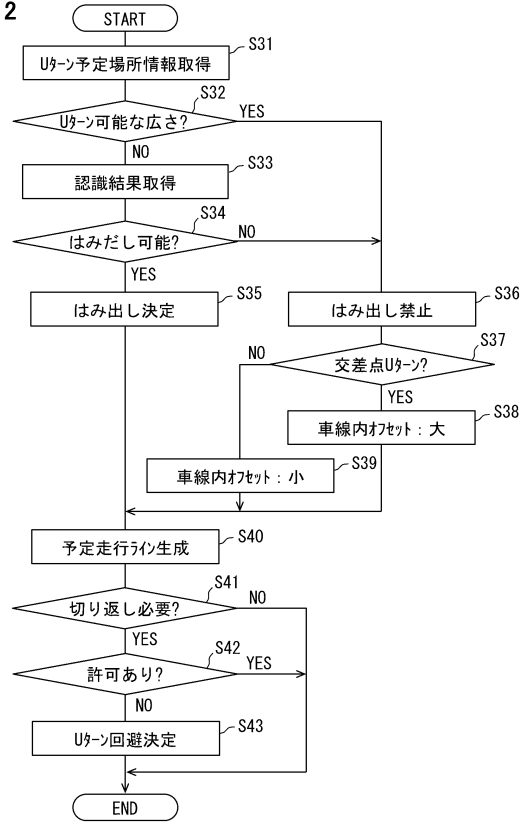 2
START
S31
Uﾀｰﾝ予定場所情報取得
S32
Uﾀｰﾝ可能な広さ?
YES
NO
S33
認識結果取得
S34
はみだし可能?
NO
YES
S35
はみ出し決定
S36
はみ出し禁止
S37
交差点Uﾀｰﾝ?
NO
YES
S38
車線内ｵﾌｾｯﾄ：大
S39
車線内ｵﾌｾｯﾄ：小
S40
予定走行ﾗｲﾝ生成
S41
切り返し必要?
NO
YES
S42
許可あり?
YES
NO
S43
Uﾀｰﾝ回避決定
END